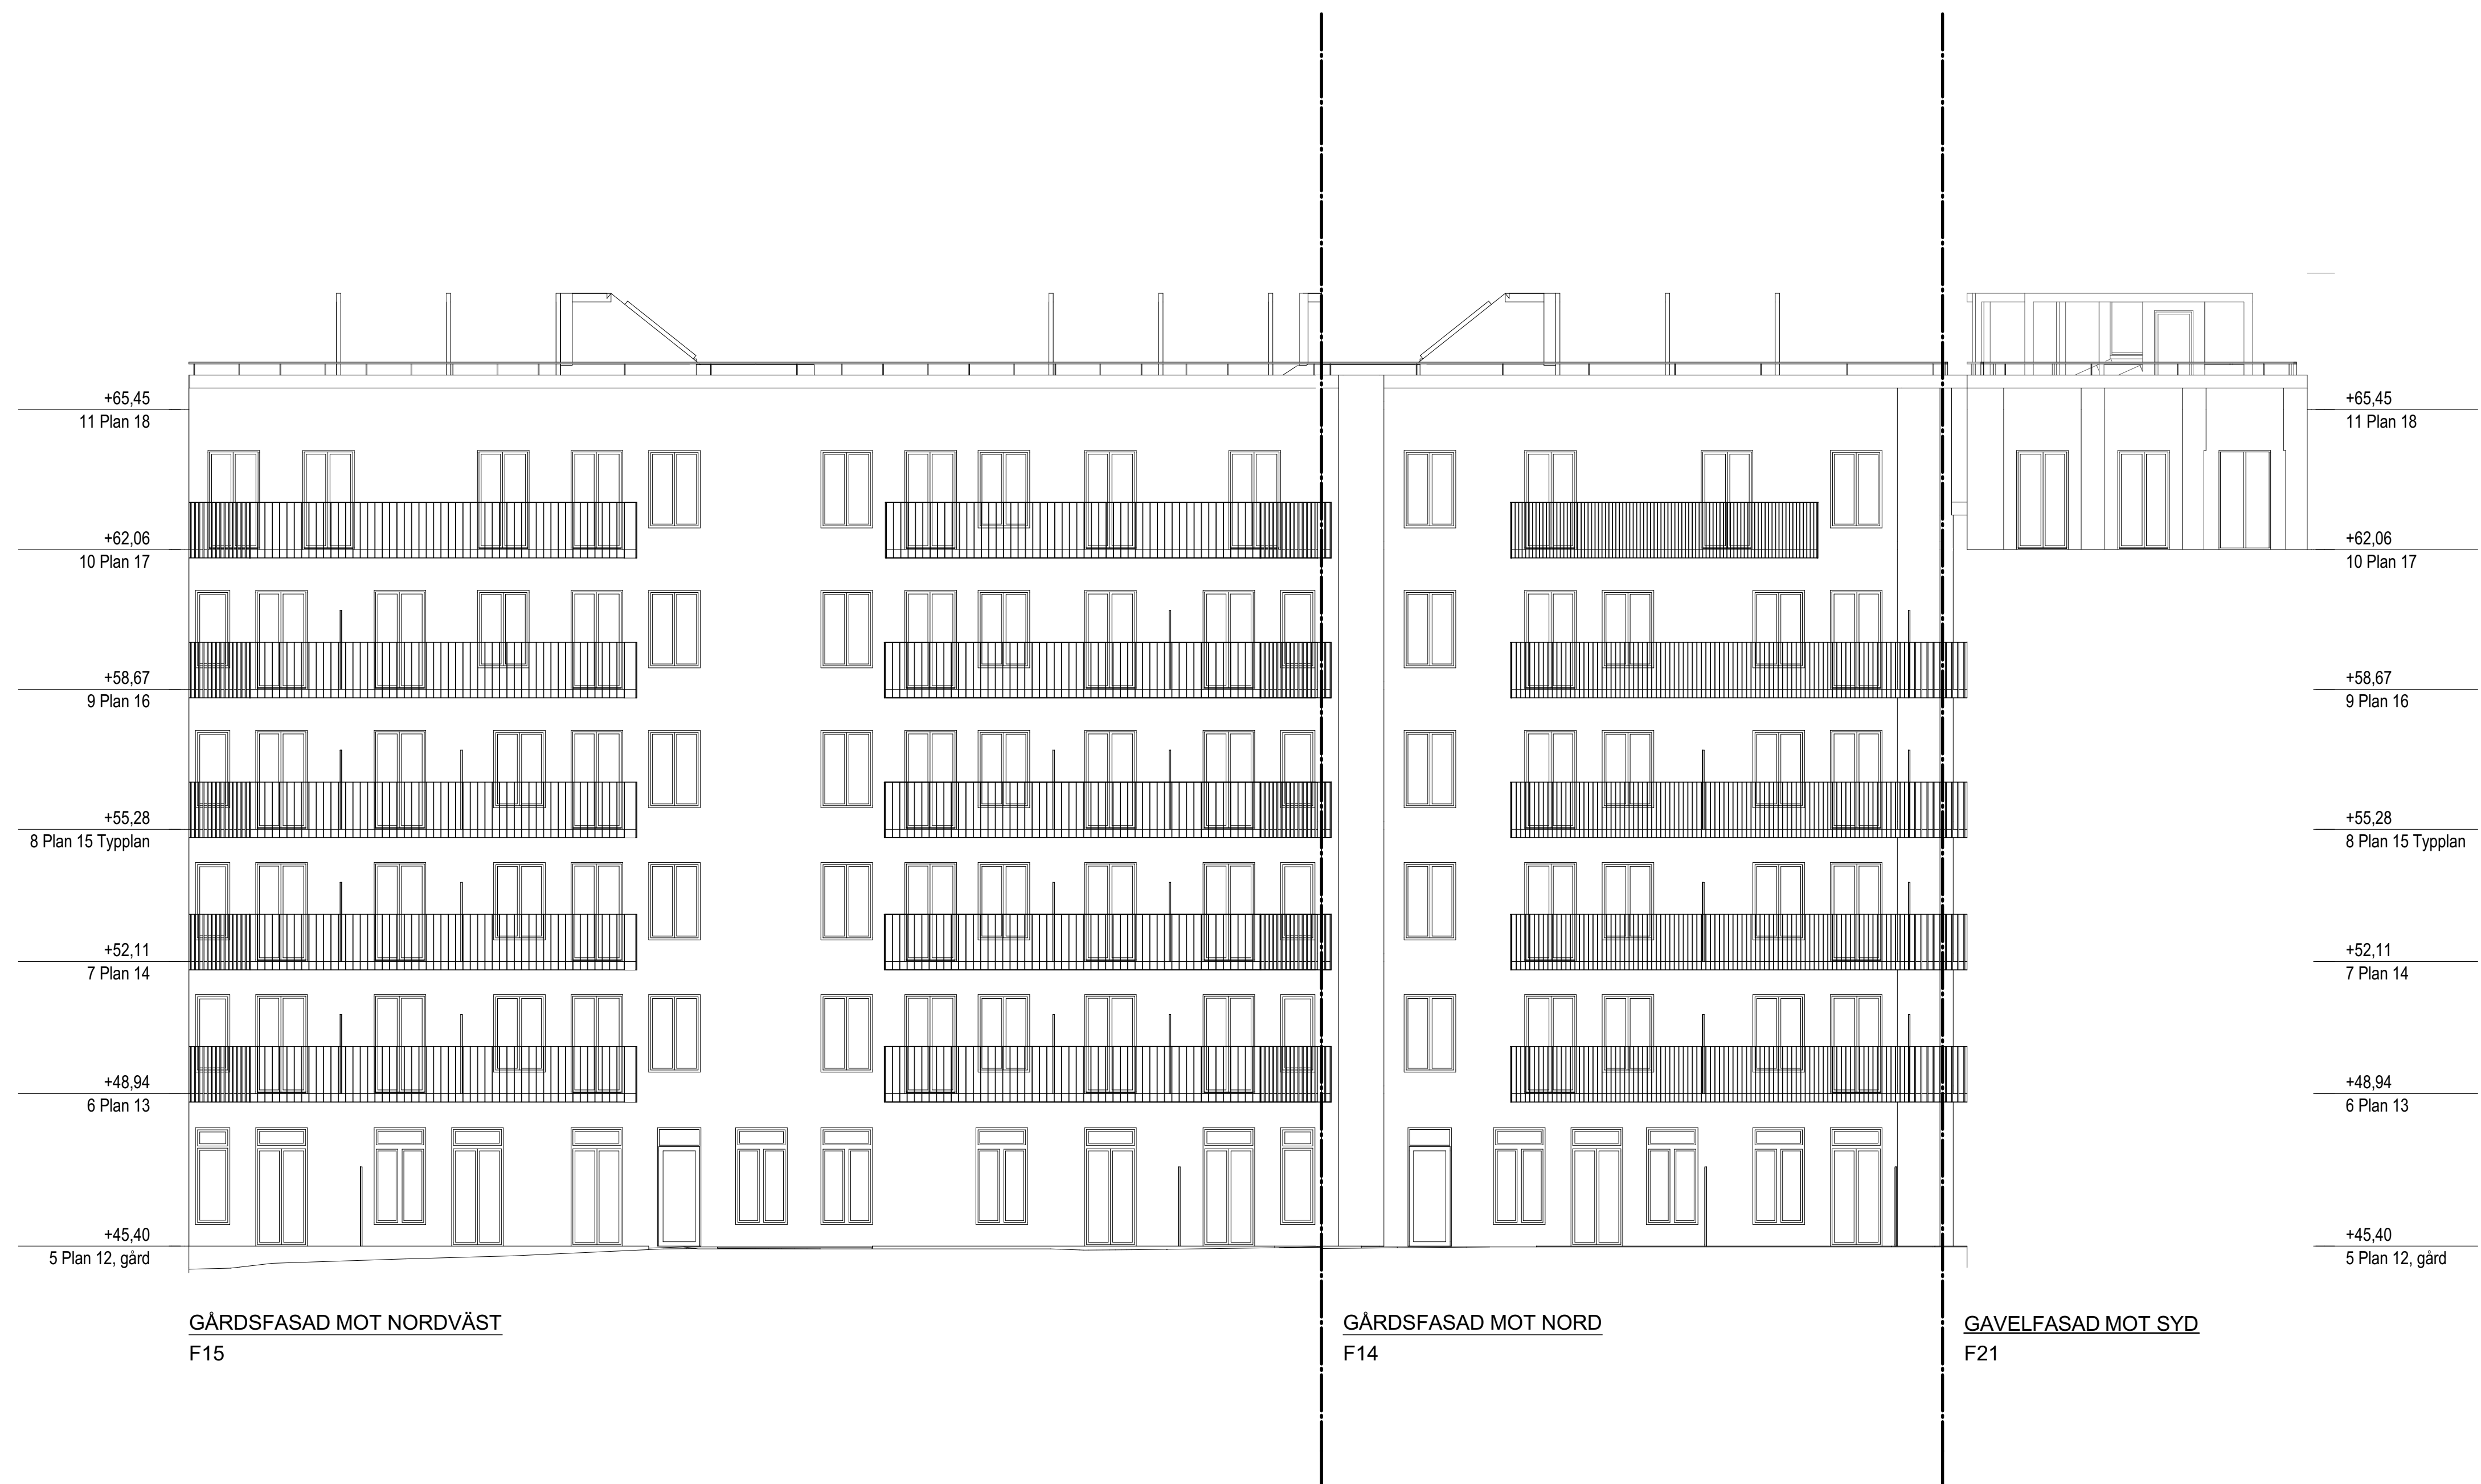 +65,45
11 Plan 18
+62,06
10 Plan 17
+58,67
9 Plan 16
+55,28
8 Plan 15 Typplan
+52,11
7 Plan 14
+48,94
6 Plan 13
+45,40
5 Plan 12, gård
+65,45
11 Plan 18
+62,06
10 Plan 17
+58,67
9 Plan 16
+55,28
8 Plan 15 Typplan
+52,11
7 Plan 14
+48,94
6 Plan 13
+45,40
5 Plan 12, gård
GÅRDSFASAD MOT NORDVÄST
F15
GÅRDSFASAD MOT NORD
F14
GAVELFASAD MOT SYD
F21